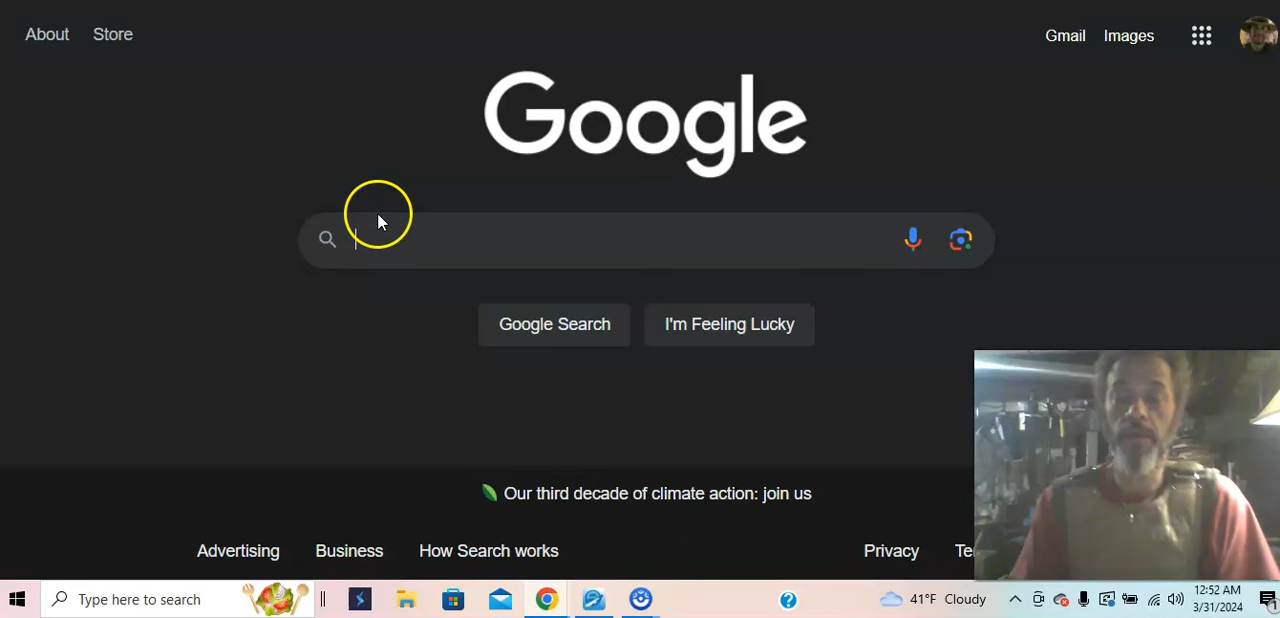 About Store
Gmail Images
Google
Google Search I'm Feeling Lucky
Our third decade of climate action: join us
Advertising Business How Search works
Privacy
Type here to search
41°F Cloudy
12:52 AM
3/31/2024